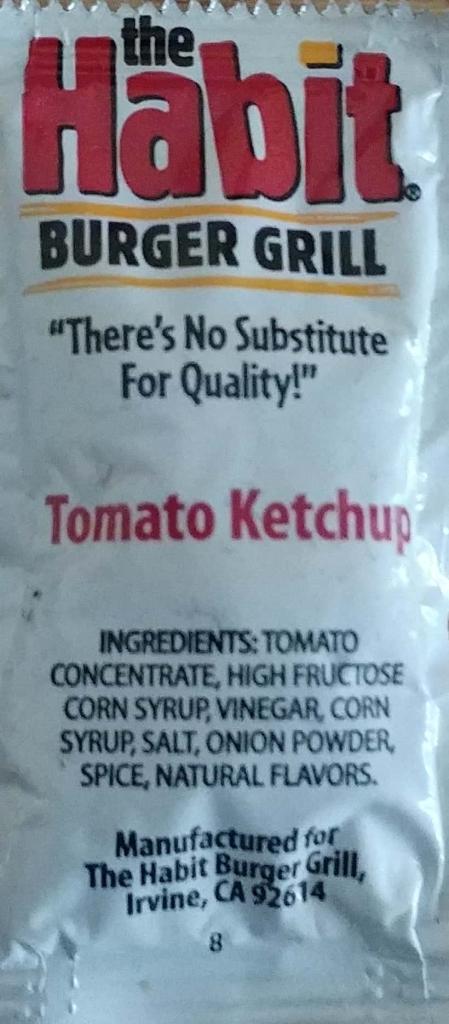 the
Habit®
BURGER GRILL
"There's No Substitute
For Quality!"
Tomato Ketchup
INGREDIENTS: TOMATO
CONCENTRATE, HIGH FRUCTOSE
CORN SYRUP, VINEGAR, CORN
SYRUP, SALT, ONION POWDER,
SPICE, NATURAL FLAVORS.
Manufactured for
The Habit Burger Grill,
Irvine, CA 92614
8